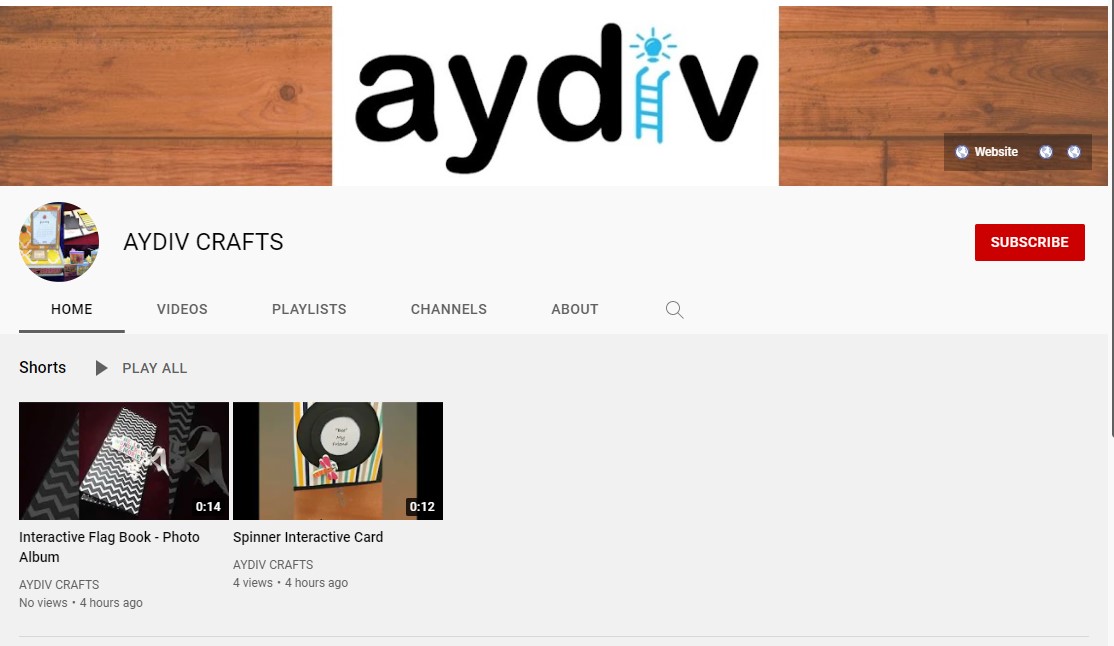 aydiv
Website
AYDIV CRAFTS
SUBSCRIBE
HOME VIDEOS PLAYLISTS CHANNELS ABOUT
Shorts PLAY ALL
my
friend
0:14
0:12
Interactive Flag Book - Photo
Album
AYDIV CRAFTS
No views • 4 hours ago
Spinner Interactive Card
AYDIV CRAFTS
4 views • 4 hours ago